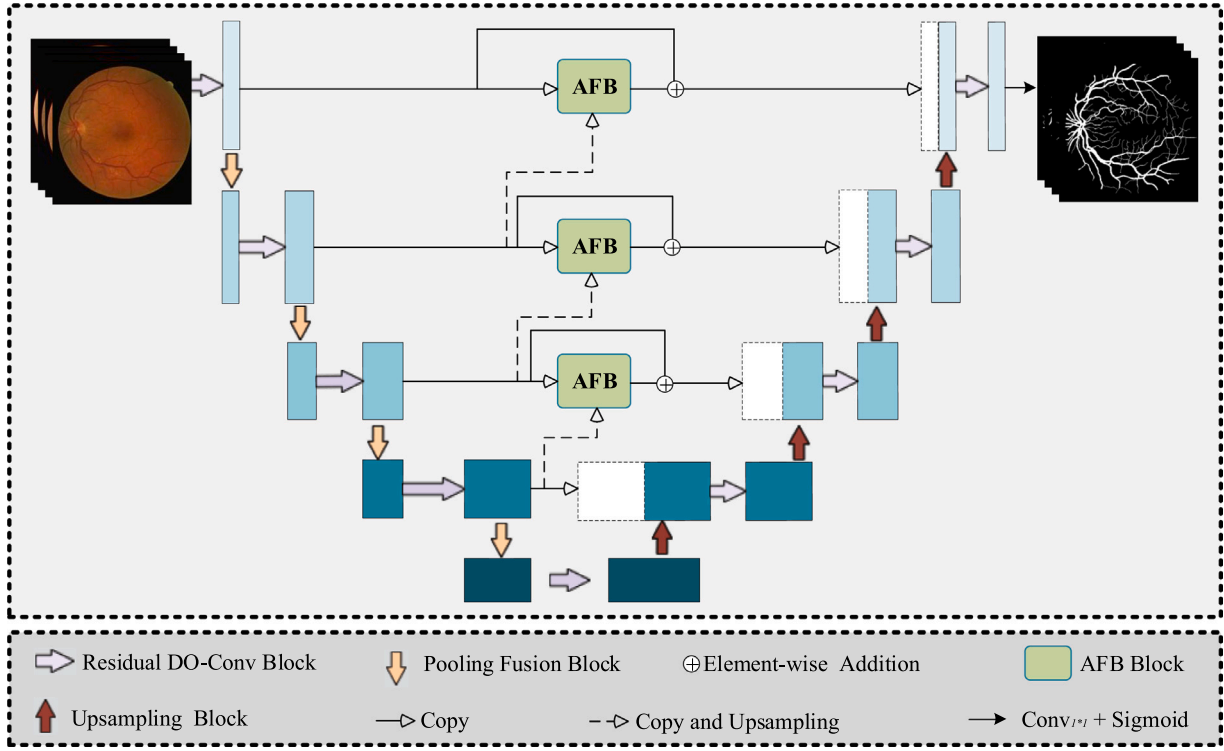 AFB
AFB
AFB
Residual DO-Conv Block
Pooling Fusion Block
Element-wise Addition
AFB Block
Upsampling Block
Copy
Copy and Upsampling
Conv1*1 + Sigmoid